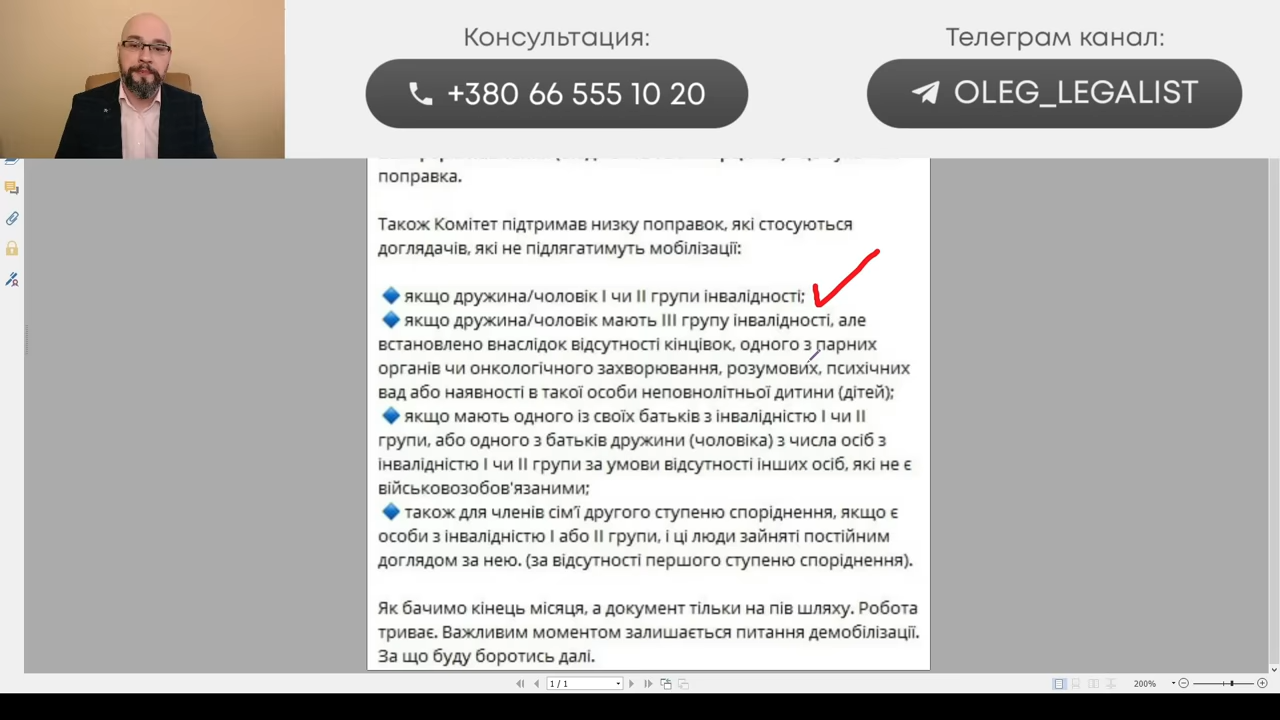 Консультация:
Телеграм канал:
+380 66 555 10 20
OLEG_LEGALIST
поправка.
Також Комітет підтримав низку поправок, які стосуються
доглядачів, які не підлягатимуть мобілізації:
якщо дружина/чоловік І чи ІІ групи інвалідності;
якщо дружина/чоловік мають ІІІ групу інвалідності, але
встановлено внаслідок відсутності кінцівок, одного з парних
органів чи онкологічного захворювання, розумових, психічних
вад або наявності в такої особи неповнолітньої дитини (дітей);
якщо мають одного із своїх батьків з інвалідністю І чи ІІ
групи, або одного з батьків дружини (чоловіка) з числа осіб з
інвалідністю І чи ІІ групи за умови відсутності інших осіб, які не є
військовозобов'язаними;
також для членів сім'ї другого ступеню споріднення, якщо є
особи з інвалідністю І або ІІ групи, і ці люди зайняті постійним
доглядом за нею. (за відсутності першого ступеню споріднення).
Як бачимо кінець місяця, а документ тільки на пів шляху. Робота
триває. Важливим моментом залишається питання демобілізації.
За що буду боротись далі.
1 / 1
200%